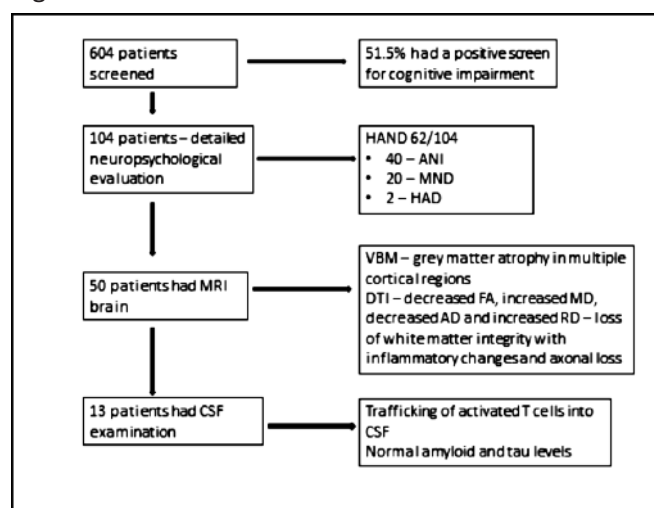 604 patients
screened
51.5% had a positive screen
for cognitive impairment
104 patients – detailed
neuropsychological
evaluation
HAND 62/104
• 40 – ANI
• 20 – MND
• 2 – HAD
50 patients had MRI
brain
VBM – grey matter atrophy in multiple
cortical regions
DTI – decreased FA, increased MD,
decreased AD and increased RD – loss
of white matter integrity with
inflammatory changes and axonal loss
13 patients had CSF
examination
Trafficking of activated T cells into
CSF
Normal amyloid and tau levels